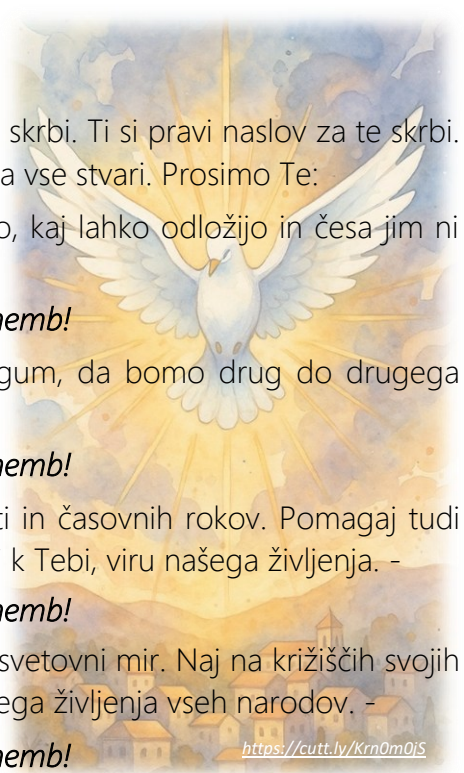 skrbi. Ti si pravi naslov za te skrbi.
a vse stvari. Prosimo Te:
o, kaj lahko odložijo in česa jim ni
nemb!
gum, da bomo drug do drugega
nemb!
ti in časovnih rokov. Pomagaj tudi
k Tebi, viru našega življenja. -
nemb!
svetovni mir. Naj na križiščih svojih
ega življenja vseh narodov. -
nemb!
https://cutt.ly/Krn0m0jS